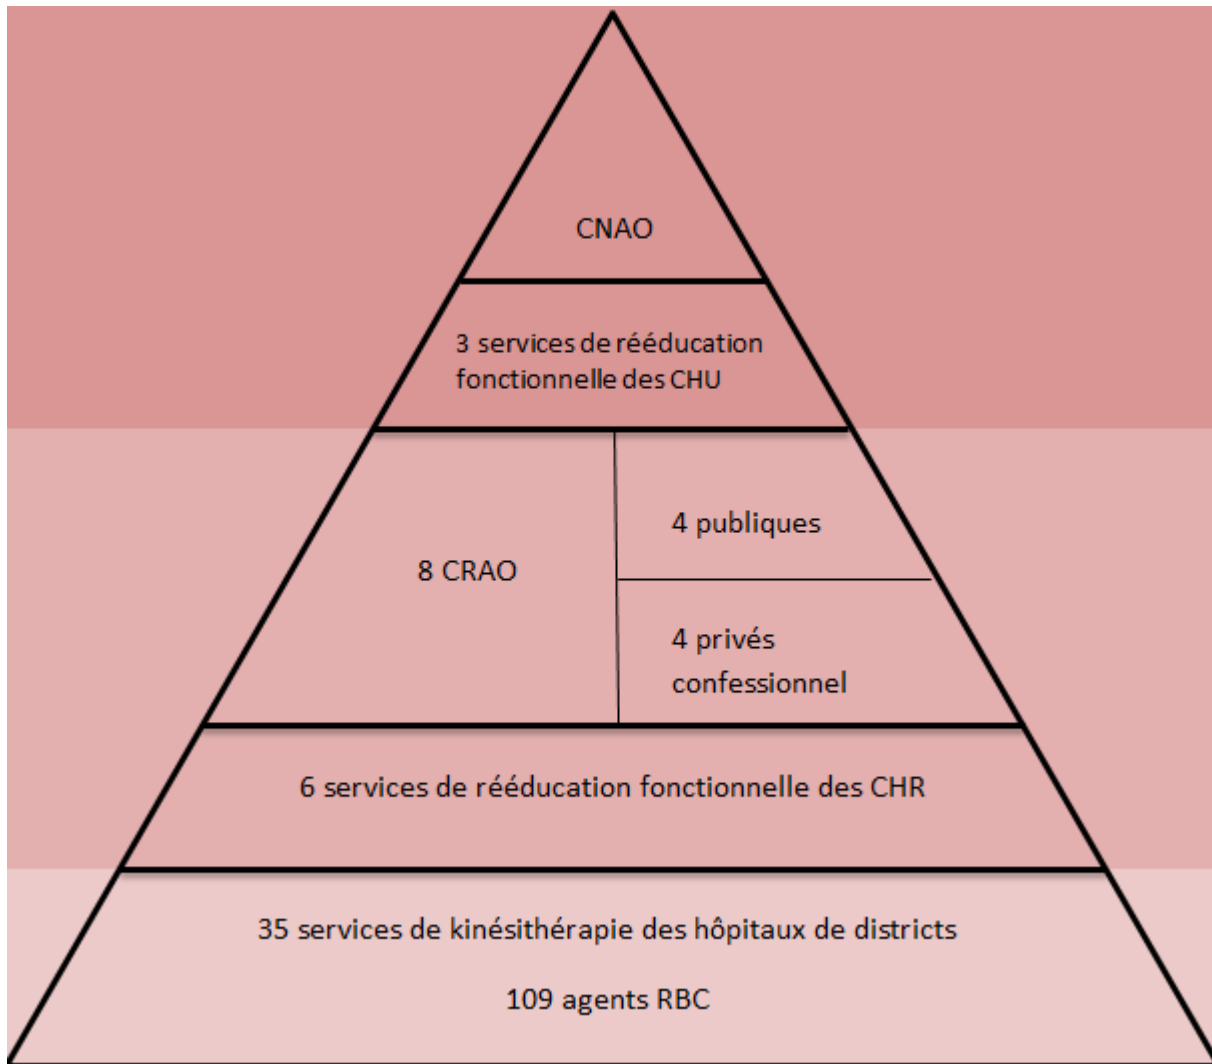 CNAO
3 services de rééducation
fonctionnelle des CHU
8 CRAO
4 publiques
4 privés
confessionnel
6 services de rééducation fonctionnelle des CHR
35 services de kinésithérapie des hôpitaux de districts
109 agents RBC